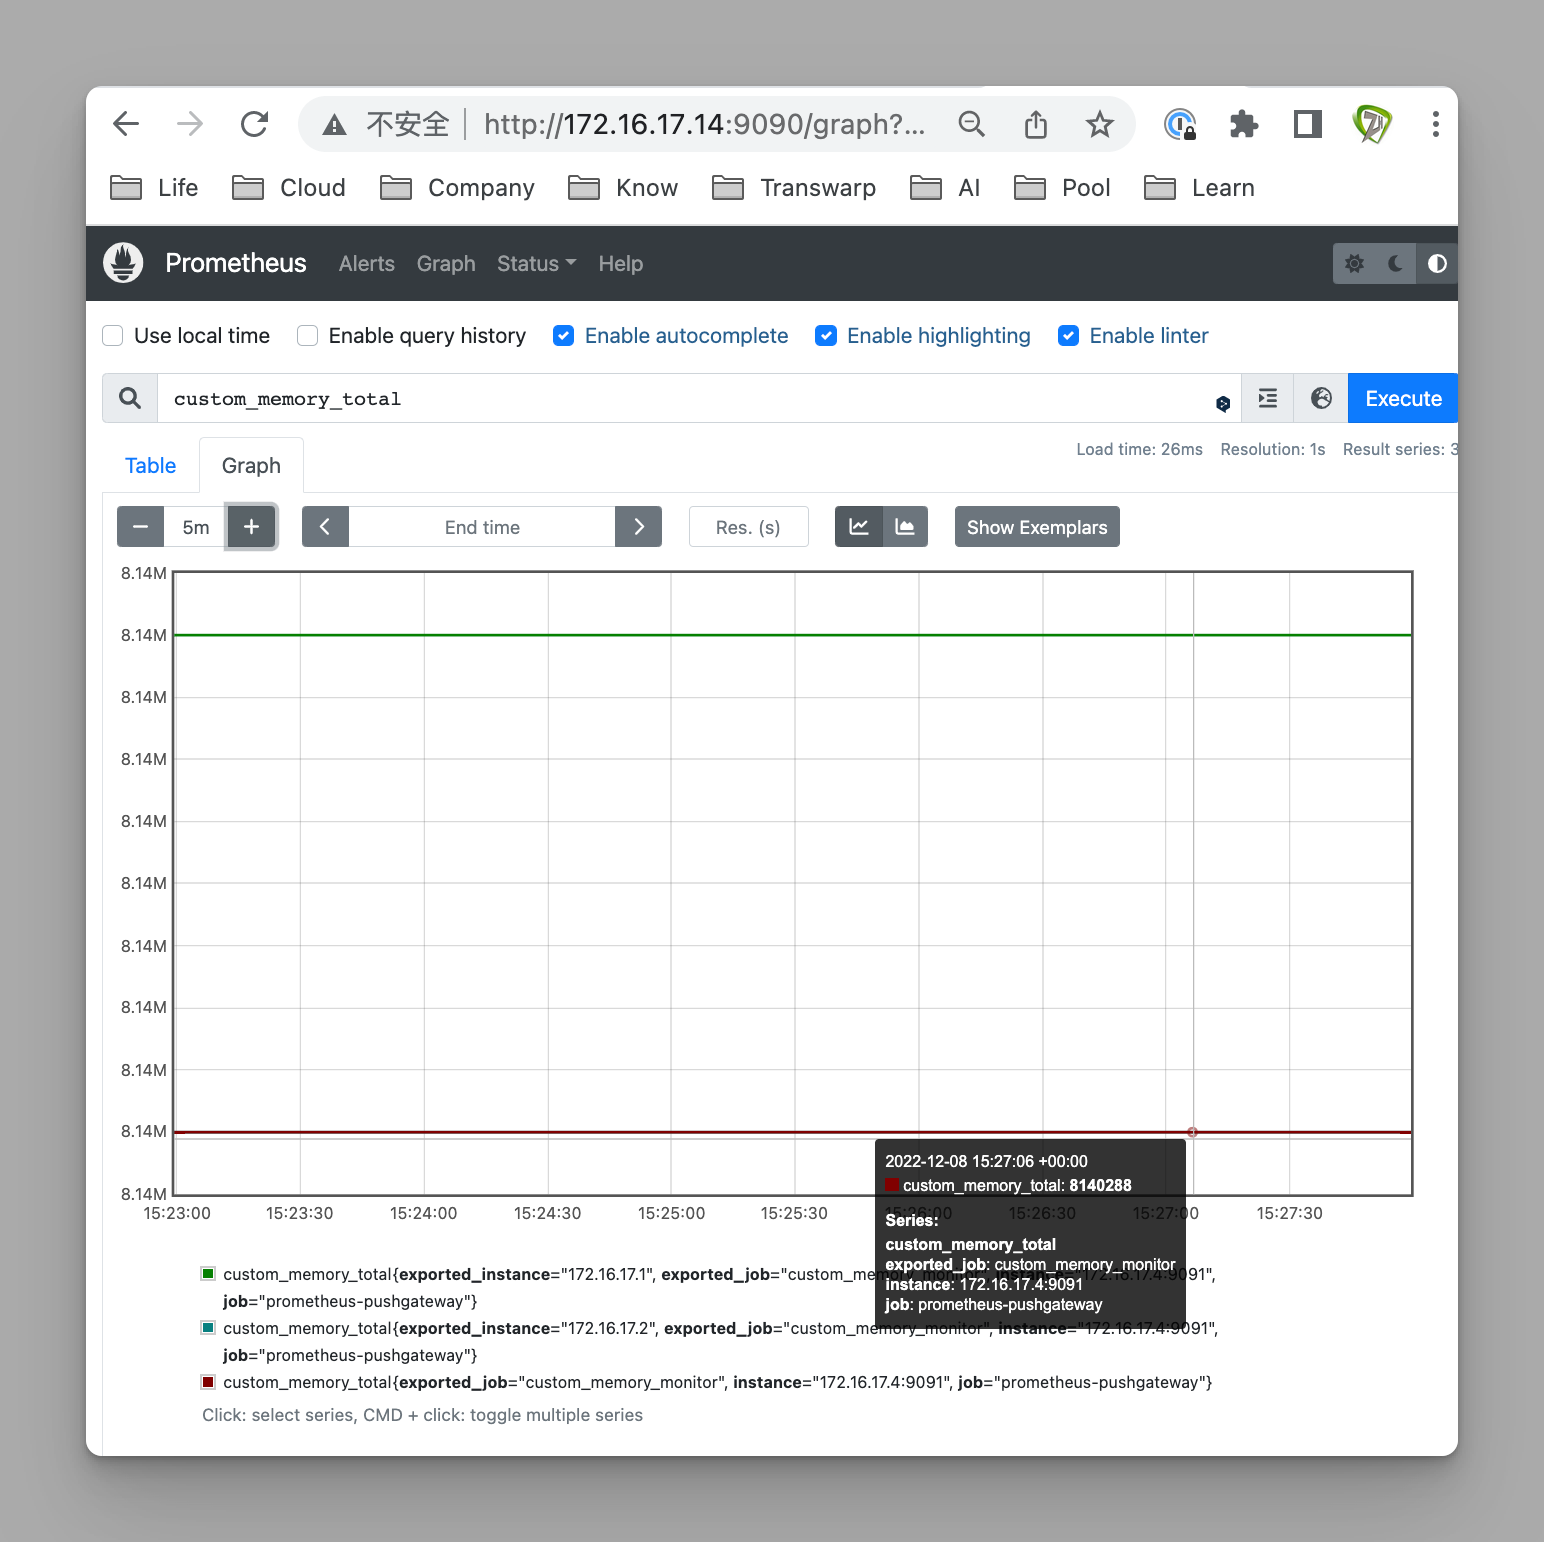 不安全 | http://172.16.17.14:9090/graph?...
Life Cloud Company Know Transwarp AI Pool Learn
Prometheus Alerts Graph Status Help
Use local time Enable query history Enable autocomplete Enable highlighting Enable linter
custom_memory_total Execute
Load time: 26ms Resolution: 1s Result series: 3
Table Graph
− 5m + End time Res. (s) Show Exemplars
8.14M
8.14M
8.14M
8.14M
8.14M
8.14M
8.14M
8.14M
8.14M
8.14M
8.14M
15:23:00 15:23:30 15:24:00 15:24:30 15:25:00 15:25:30 15:26:00 15:26:30 15:27:00 15:27:30
2022-12-08 15:27:06 +00:00
custom_memory_total: 8140288
Series:
custom_memory_total
exported_job: custom_memory_monitor
instance: 172.16.17.4:9091
job: prometheus-pushgateway
custom_memory_total{exported_instance="172.16.17.1", exported_job="custom_memory_monitor", instance="172.16.17.4:9091",
job="prometheus-pushgateway"}
custom_memory_total{exported_instance="172.16.17.2", exported_job="custom_memory_monitor", instance="172.16.17.4:9091",
job="prometheus-pushgateway"}
custom_memory_total{exported_job="custom_memory_monitor", instance="172.16.17.4:9091", job="prometheus-pushgateway"}
Click: select series, CMD + click: toggle multiple series